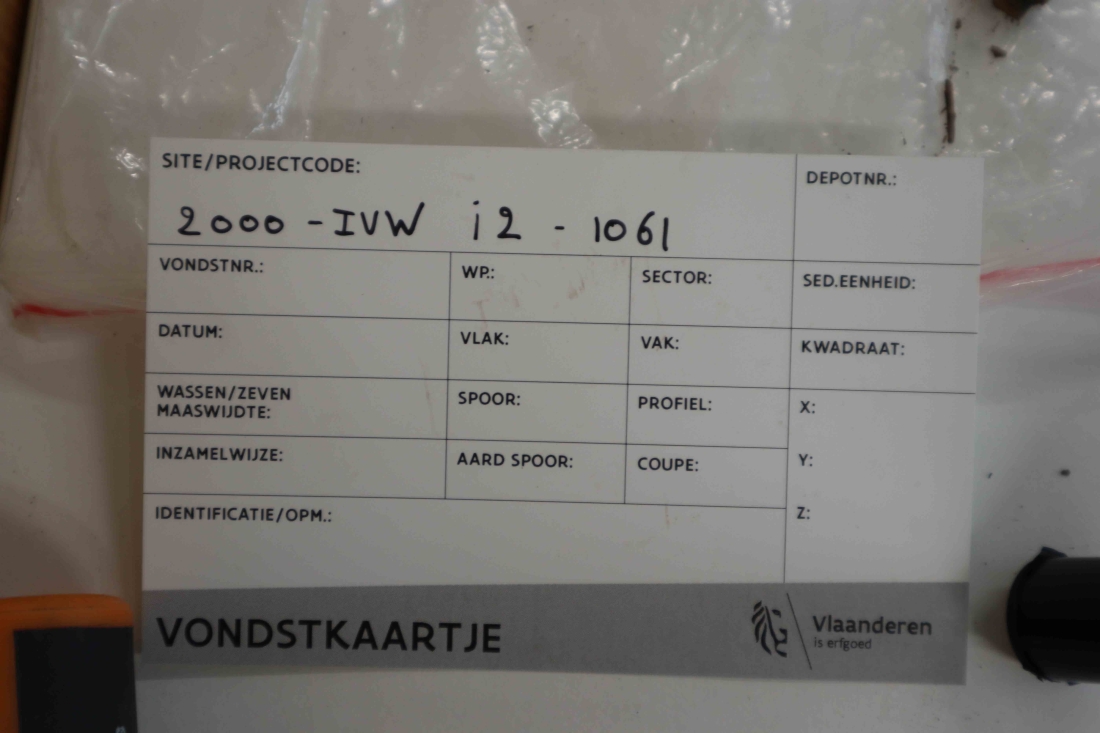 SITE/PROJECTCODE:
DEPOTNR.:
2000 - IVW i2 - 1061
VONDSTNR.:
WP.:
SECTOR:
SED.EENHEID:
DATUM:
VLAK:
VAK:
KWADRAAT:
WASSEN/ZEVEN
MAASWIJDTE:
SPOOR:
PROFIEL:
X:
INZAMELWIJZE:
AARD SPOOR:
COUPE:
Y:
IDENTIFICATIE/OPM.:
Z:
VONDSTKAARTJE
Vlaanderen
is erfgoed